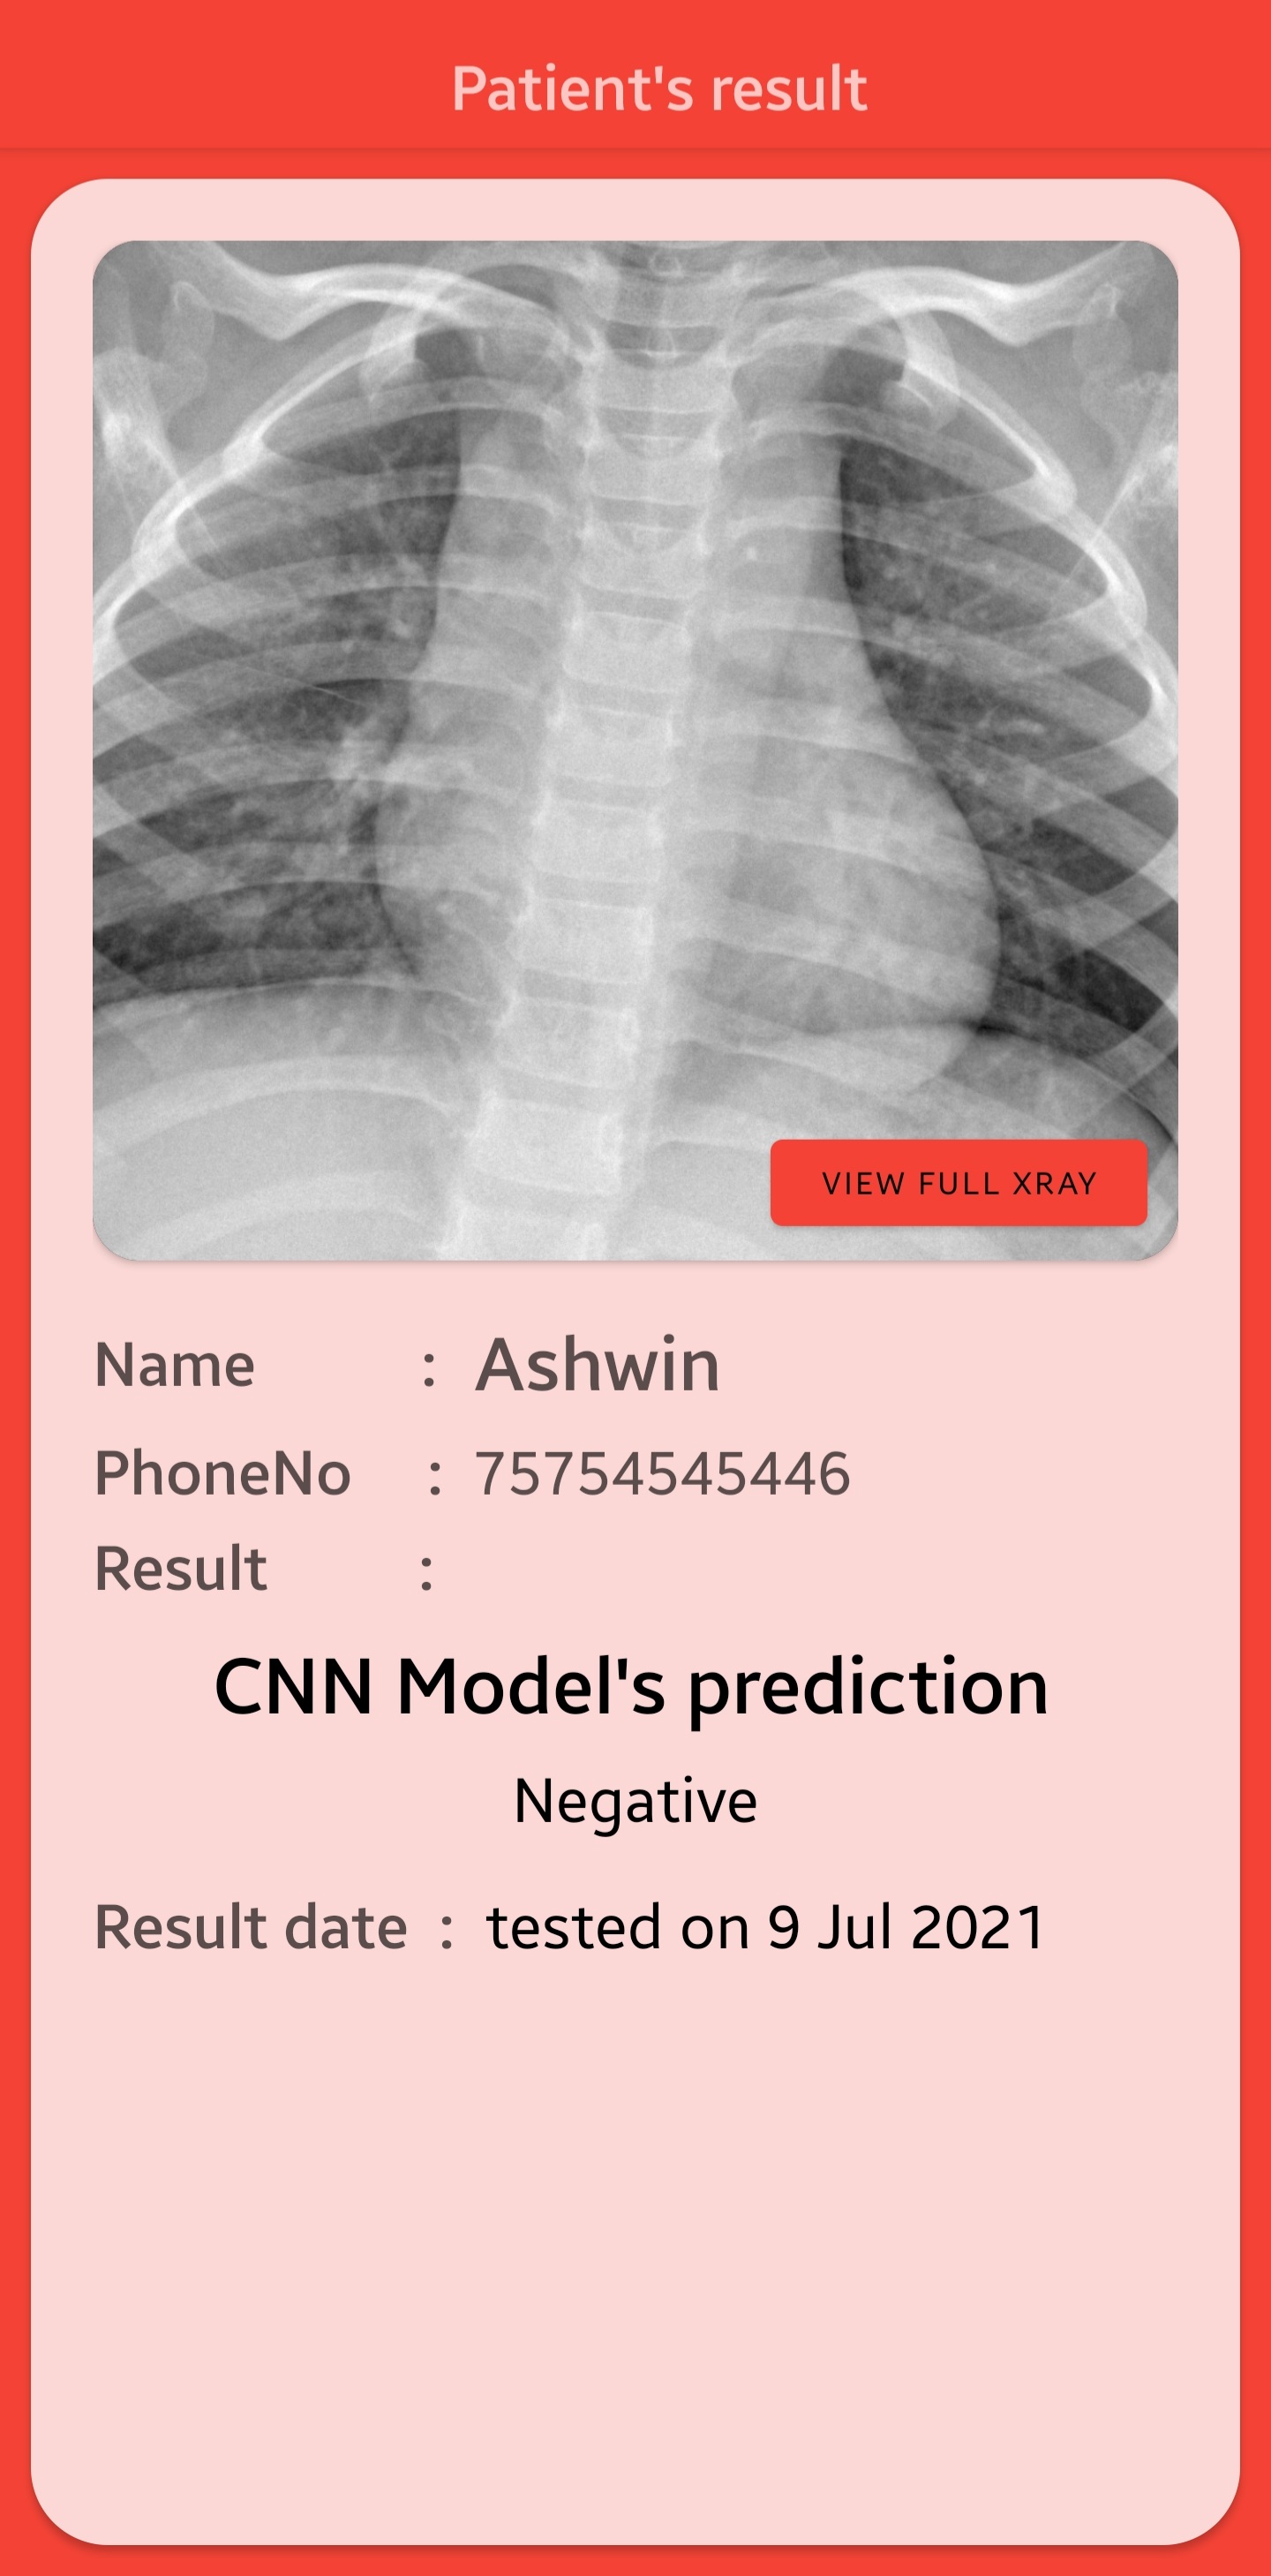 Patient's result
VIEW FULL XRAY
Name : Ashwin
PhoneNo : 75754545446
Result :
CNN Model's prediction
Negative
Result date : tested on 9 Jul 2021